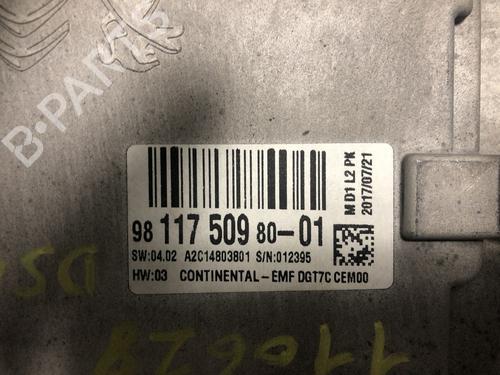 B-PARTS
MD1 L2 PK
2017/07/21
98 117 509 80-01
SW:04.02 A2C14803801 S/N:012395
HW:03 CONTINENTAL-EMF DGT7C CEM00